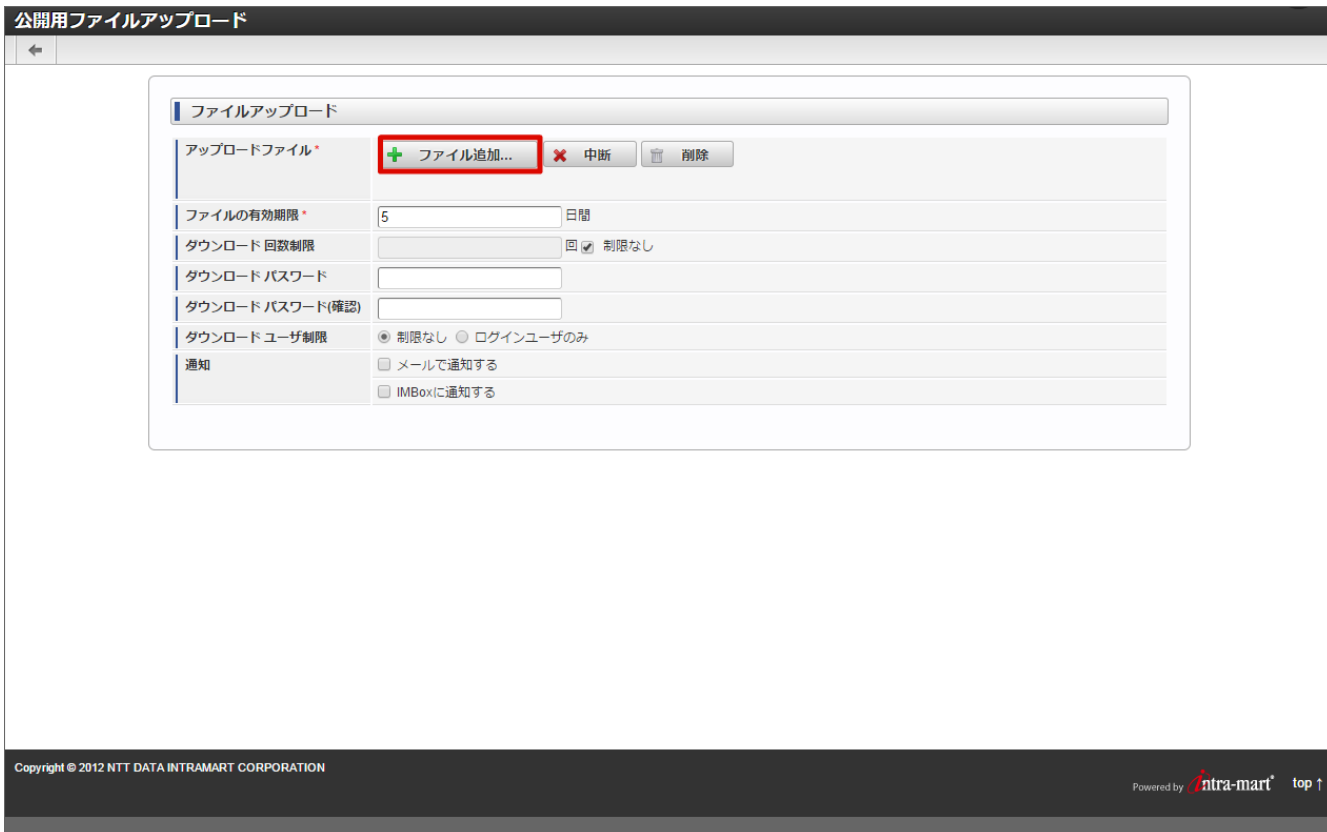 公開用ファイルアップロード
ファイルアップロード
アップロードファイル *
ファイル追加... 中断 削除
ファイルの有効期限 * 5 日間
ダウンロード 回数制限 回 制限なし
ダウンロード パスワード
ダウンロード パスワード(確認)
ダウンロード ユーザ制限 制限なし ログインユーザのみ
通知 メールで通知する
IMBoxに通知する
Copyright © 2012 NTT DATA INTRAMART CORPORATION
Powered by intra-mart® top ↑